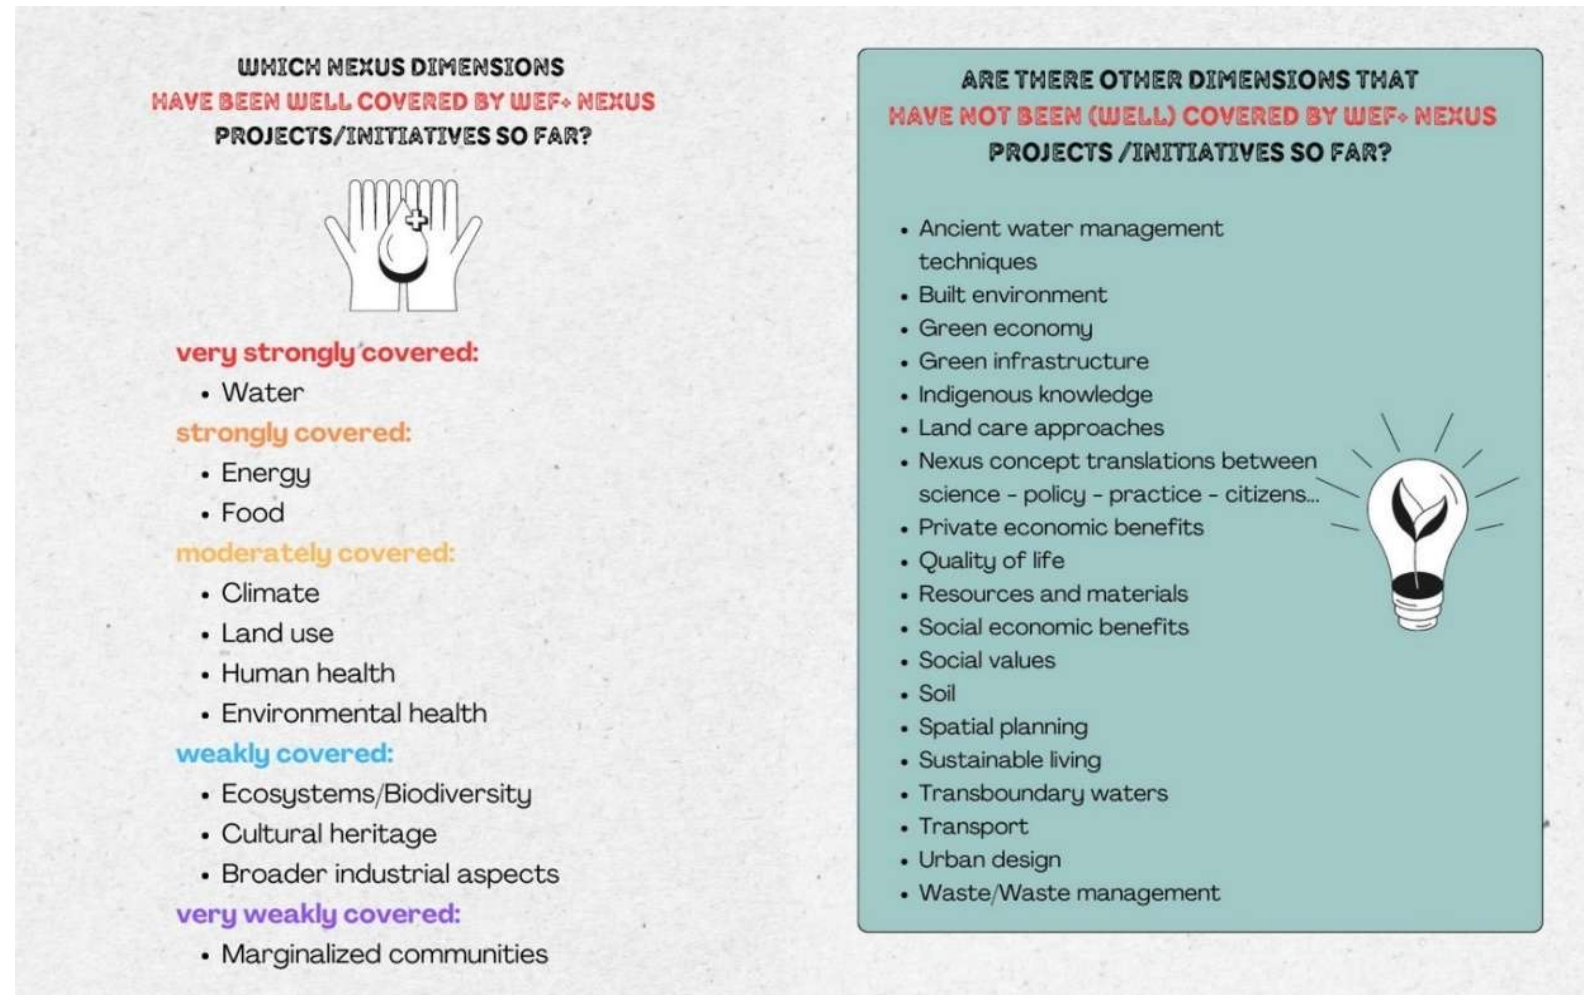 WHICH NEXUS DIMENSIONS
HAVE BEEN WELL COVERED BY WEF+ NEXUS
PROJECTS/INITIATIVES SO FAR?
very strongly covered:
• Water
strongly covered:
• Energy
• Food
moderately covered:
• Climate
• Land use
• Human health
• Environmental health
weakly covered:
• Ecosystems/Biodiversity
• Cultural heritage
• Broader industrial aspects
very weakly covered:
• Marginalized communities
ARE THERE OTHER DIMENSIONS THAT
HAVE NOT BEEN (WELL) COVERED BY WEF+ NEXUS
PROJECTS /INITIATIVES SO FAR?
• Ancient water management
techniques
• Built environment
• Green economy
• Green infrastructure
• Indigenous knowledge
• Land care approaches
• Nexus concept translations between
science - policy - practice - citizens...
• Private economic benefits
• Quality of life
• Resources and materials
• Social economic benefits
• Social values
• Soil
• Spatial planning
• Sustainable living
• Transboundary waters
• Transport
• Urban design
• Waste/Waste management